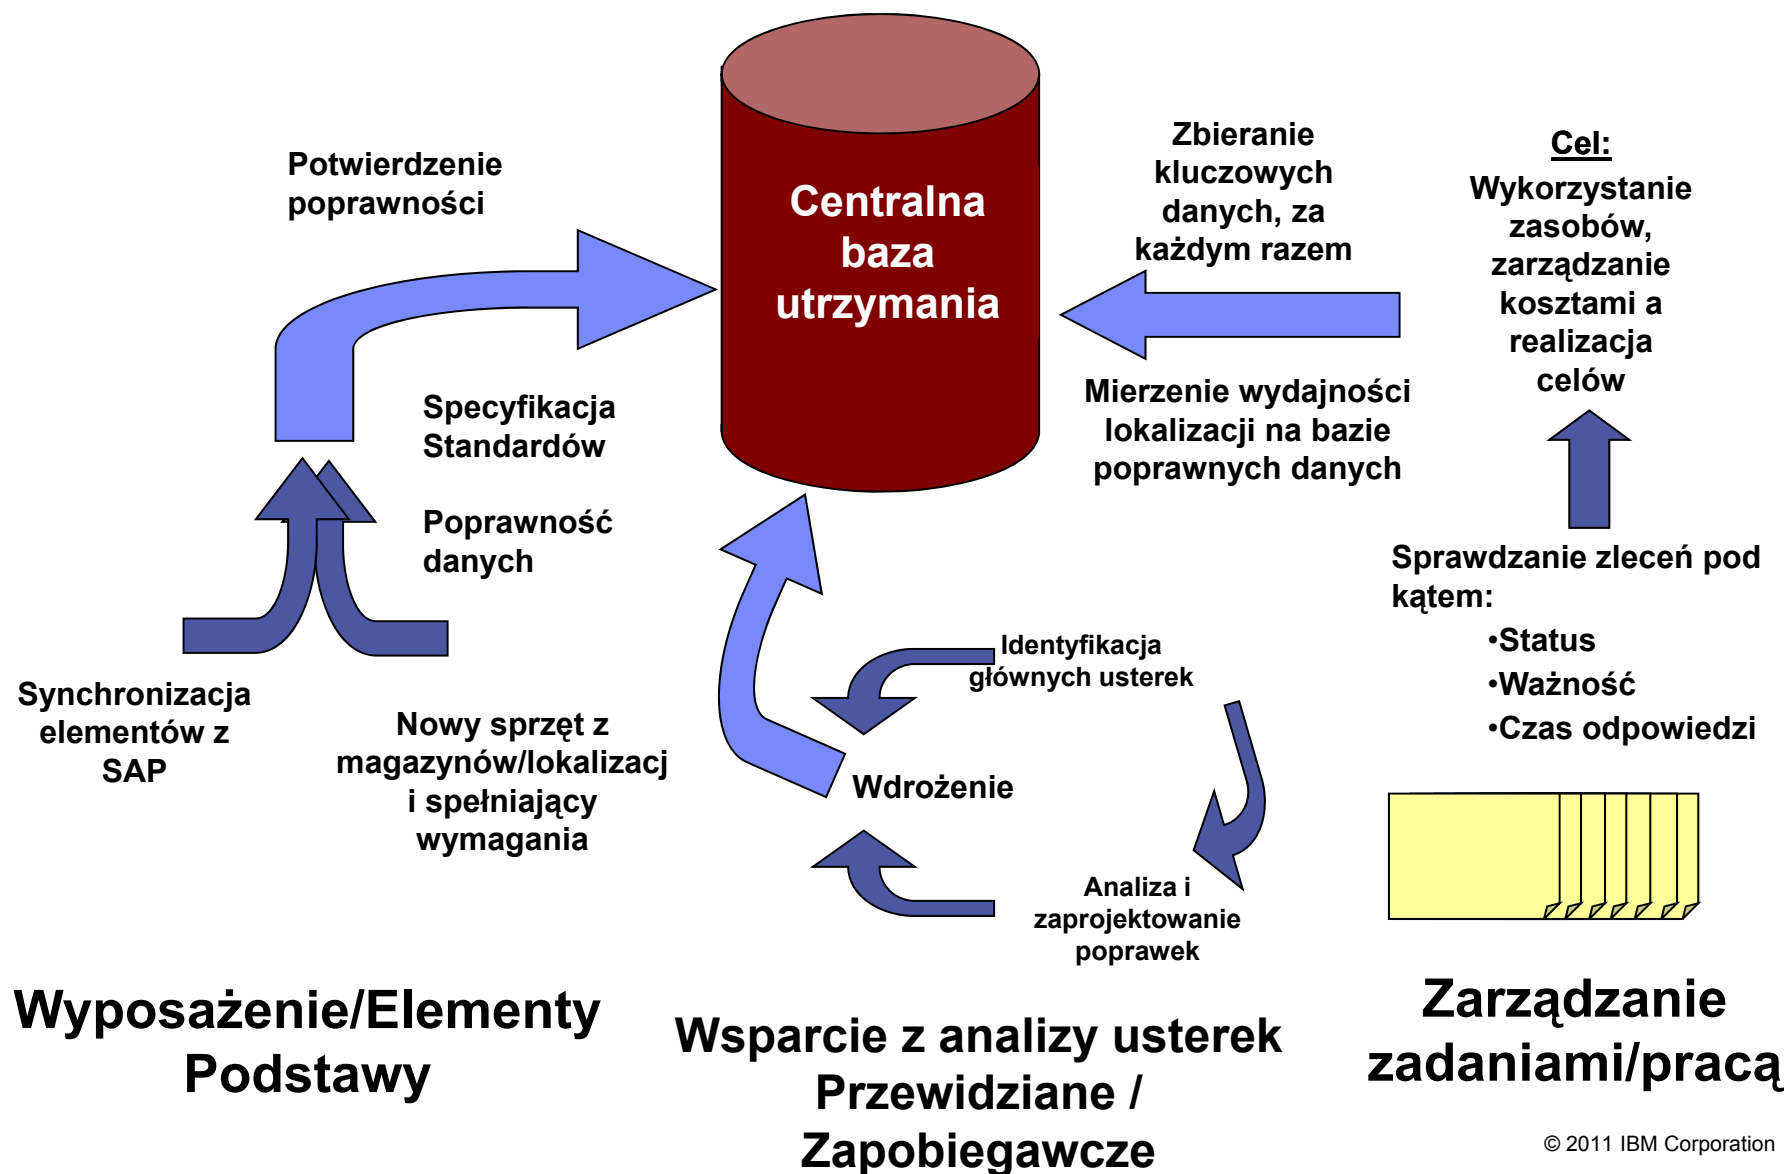 Potwierdzenie
poprawności
Centralna
baza
utrzymania
Zbieranie
kluczowych
danych, za
każdym razem
Cel:
Wykorzystanie
zasobów,
zarządzanie
kosztami a
realizacja
celów
Specyfikacja
Standardów
Poprawność
danych
Mierzenie wydajności
lokalizacji na bazie
poprawnych danych
Sprawdzanie zleceń pod
kątem:
•Status
•Ważność
•Czas odpowiedzi
Synchronizacja
elementów z
SAP
Nowy sprzęt z
magazynów/lokalizacj
i spełniający
wymagania
Identyfikacja
głównych usterek
Wdrożenie
Analiza i
zaprojektowanie
poprawek
Wyposażenie/Elementy
Podstawy
Wsparcie z analizy usterek
Przewidziane /
Zapobiegawcze
Zarządzanie
zadaniami/pracą
© 2011 IBM Corporation